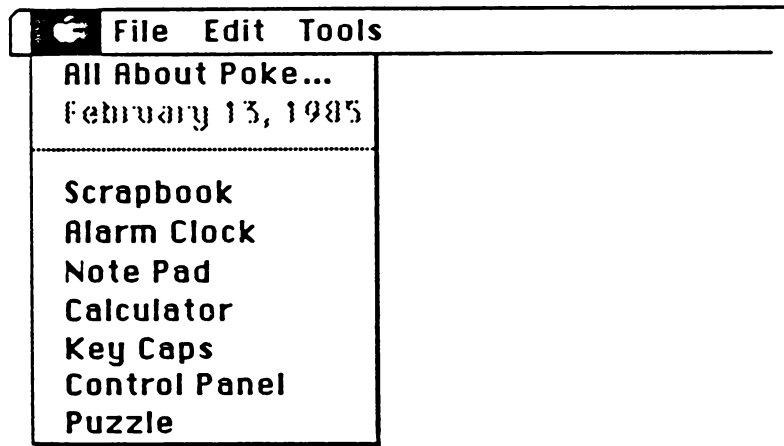 File Edit Tools
All About Poke...
February 13, 1985
Scrapbook
Alarm Clock
Note Pad
Calculator
Key Caps
Control Panel
Puzzle